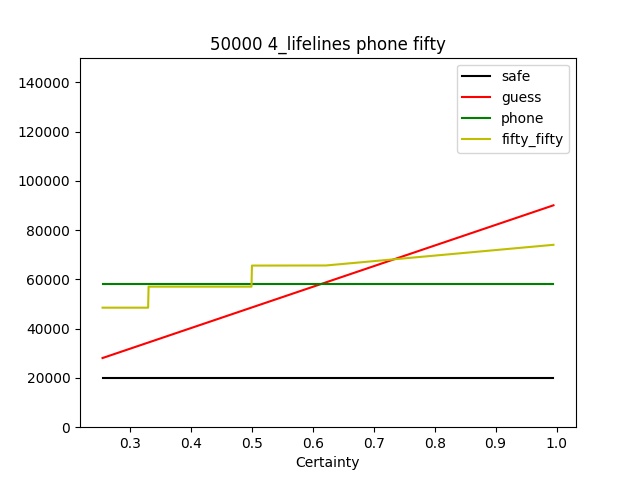 50000 4_lifelines phone fifty
140000
120000
100000
80000
60000
40000
20000
0
safe
guess
phone
fifty_fifty
0.3 0.4 0.5 0.6 0.7 0.8 0.9 1.0
Certainty